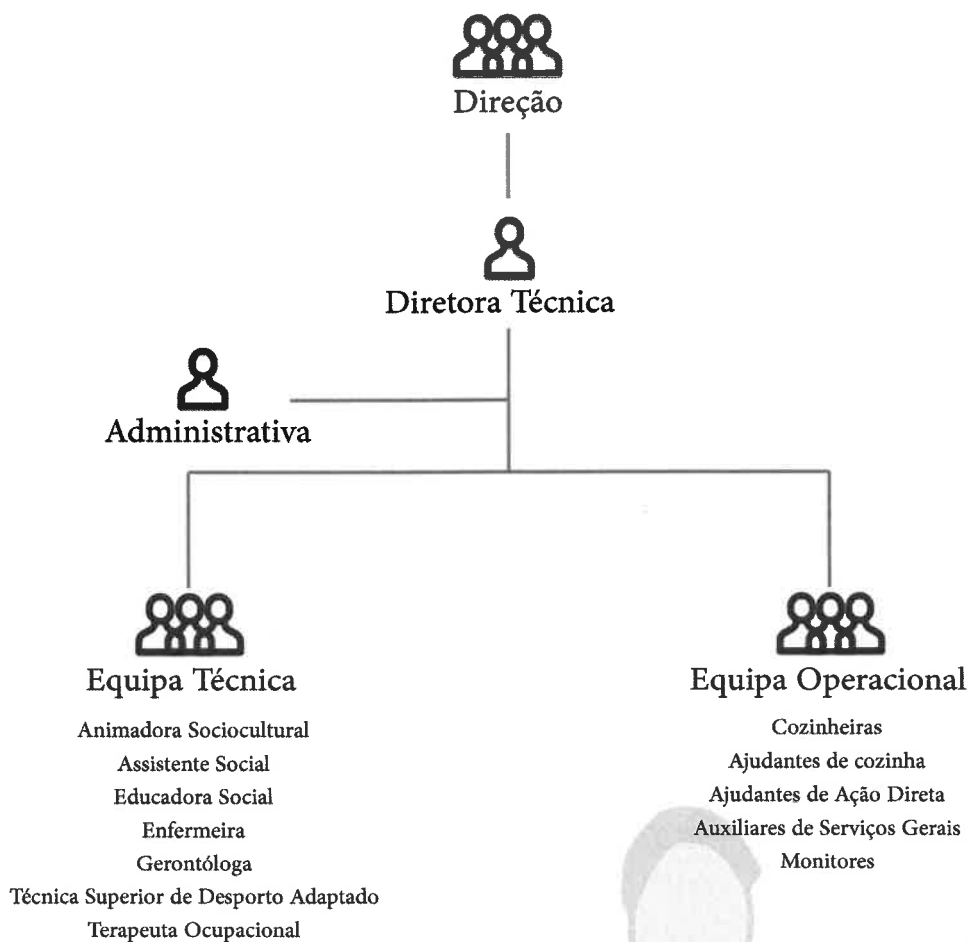 Direção
Diretora Técnica
Administrativa
Equipa Técnica
Animadora Sociocultural
Assistente Social
Educadora Social
Enfermeira
Gerontóloga
Técnica Superior de Desporto Adaptado
Terapeuta Ocupacional
Equipa Operacional
Cozinheiras
Ajudantes de cozinha
Ajudantes de Ação Direta
Auxiliares de Serviços Gerais
Monitores